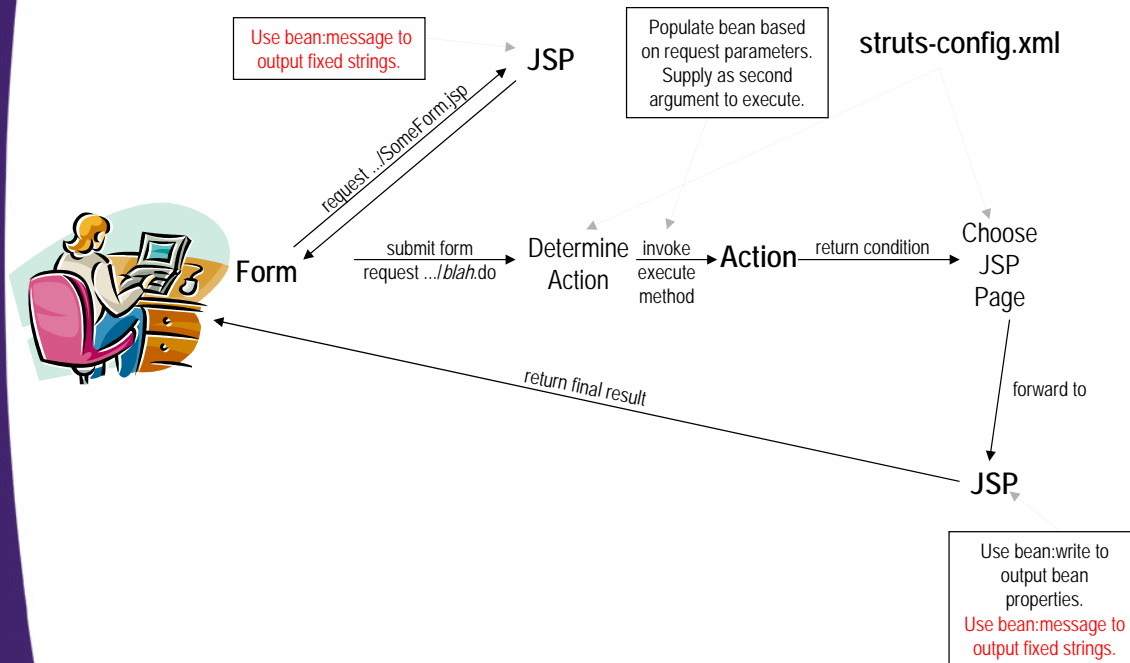 Use bean:message to
output fixed strings.
JSP
Populate bean based
on request parameters.
Supply as second
argument to execute.
struts-config.xml
request .../SomeForm.jsp
Form
submit form
request .../blah.do
Determine
Action
invoke
execute
method
Action
return condition
Choose
JSP
Page
return final result
forward to
JSP
Use bean:write to
output bean
properties.
Use bean:message to
output fixed strings.